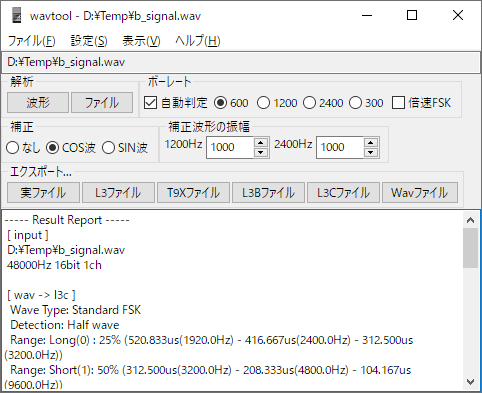 wavtool - D:¥Temp¥b_signal.wav
ファイル(F) 設定(S) 表示(V) ヘルプ(H)
D:¥Temp¥b_signal.wav
解析 ボーレート
波形 ファイル 自動判定 600 1200 2400 300 倍速FSK
補正 補正波形の振幅
なし COS波 SIN波 1200Hz 1000 2400Hz 1000
エクスポート...
実ファイル L3ファイル T9Xファイル L3Bファイル L3Cファイル Wavファイル
----- Result Report -----
[ input ]
D:¥Temp¥b_signal.wav
48000Hz 16bit 1ch
[ wav -> l3c ]
Wave Type: Standard FSK
Detection: Half wave
Range: Long(0) : 25% (520.833us(1920.0Hz) - 416.667us(2400.0Hz) - 312.500us
(3200.0Hz))
Range: Short(1): 50% (312.500us(3200.0Hz) - 208.333us(4800.0Hz) - 104.167us
(9600.0Hz))